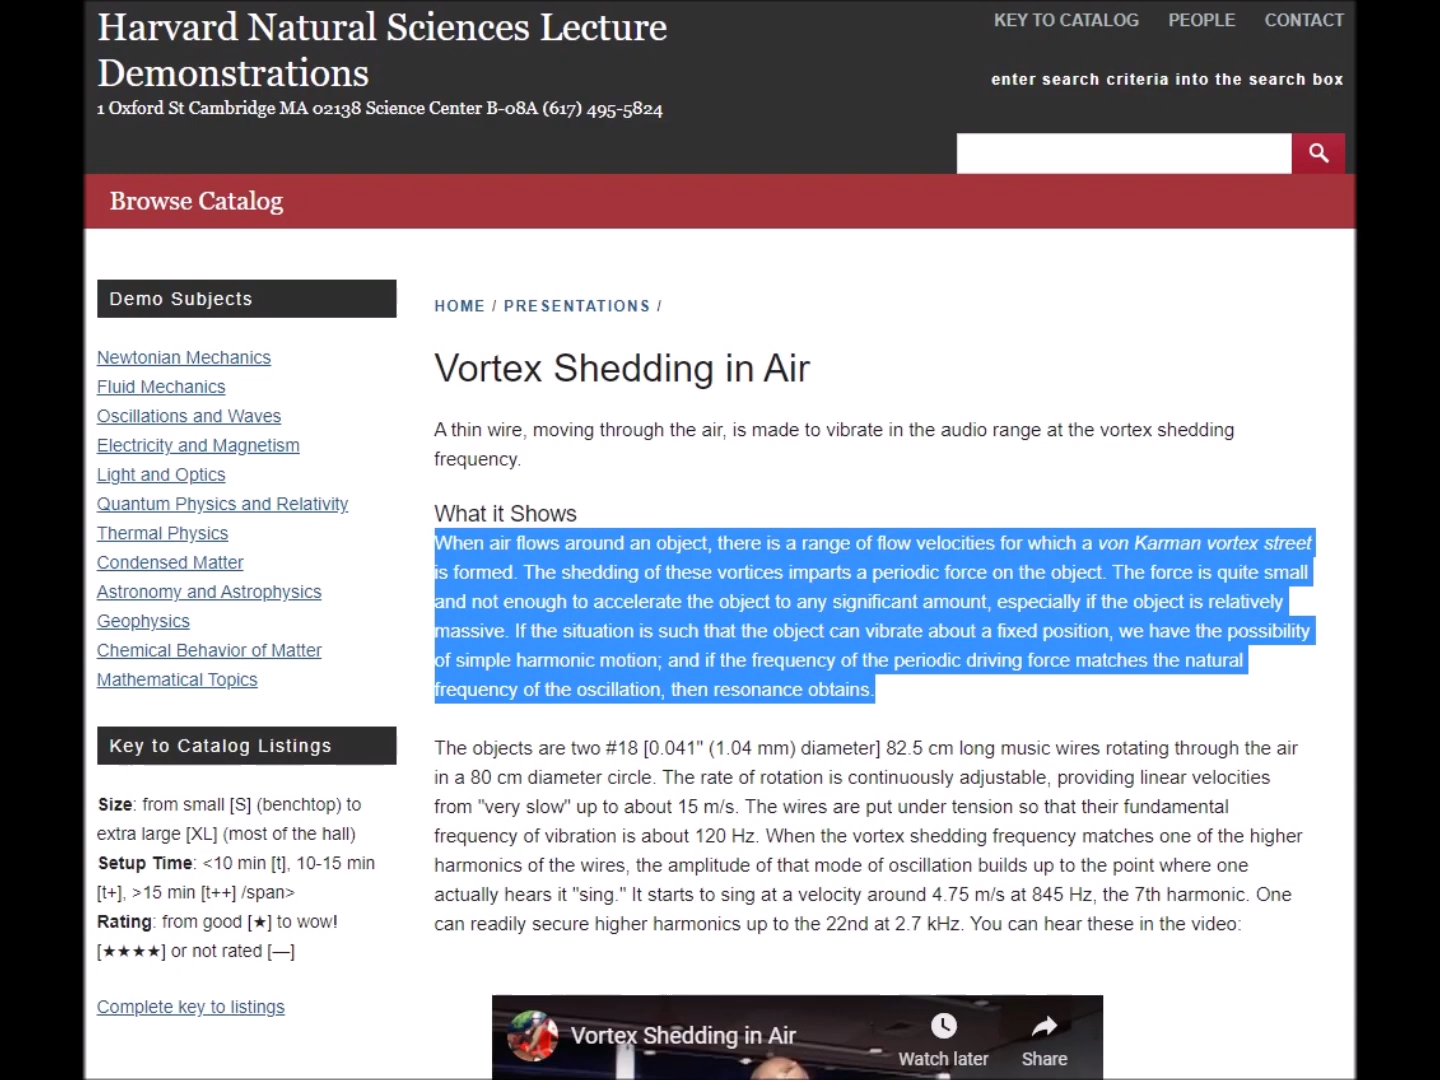 Harvard Natural Sciences Lecture
Demonstrations
1 Oxford St Cambridge MA 02138 Science Center B-08A (617) 495-5824
KEY TO CATALOG PEOPLE CONTACT
enter search criteria into the search box
Browse Catalog
Demo Subjects
Newtonian Mechanics
Fluid Mechanics
Oscillations and Waves
Electricity and Magnetism
Light and Optics
Quantum Physics and Relativity
Thermal Physics
Condensed Matter
Astronomy and Astrophysics
Geophysics
Chemical Behavior of Matter
Mathematical Topics
Key to Catalog Listings
Size: from small [S] (benchtop) to
extra large [XL] (most of the hall)
Setup Time: <10 min [t], 10-15 min
[t+], >15 min [t++] /span>
Rating: from good [★] to wow!
[★★★★] or not rated [—]
Complete key to listings
HOME / PRESENTATIONS /
Vortex Shedding in Air
A thin wire, moving through the air, is made to vibrate in the audio range at the vortex shedding
frequency.
What it Shows
When air flows around an object, there is a range of flow velocities for which a von Karman vortex street
is formed. The shedding of these vortices imparts a periodic force on the object. The force is quite small
and not enough to accelerate the object to any significant amount, especially if the object is relatively
massive. If the situation is such that the object can vibrate about a fixed position, we have the possibility
of simple harmonic motion; and if the frequency of the periodic driving force matches the natural
frequency of the oscillation, then resonance obtains.
The objects are two #18 [0.041" (1.04 mm) diameter] 82.5 cm long music wires rotating through the air
in a 80 cm diameter circle. The rate of rotation is continuously adjustable, providing linear velocities
from "very slow" up to about 15 m/s. The wires are put under tension so that their fundamental
frequency of vibration is about 120 Hz. When the vortex shedding frequency matches one of the higher
harmonics of the wires, the amplitude of that mode of oscillation builds up to the point where one
actually hears it "sing." It starts to sing at a velocity around 4.75 m/s at 845 Hz, the 7th harmonic. One
can readily secure higher harmonics up to the 22nd at 2.7 kHz. You can hear these in the video:
Vortex Shedding in Air
Watch later Share